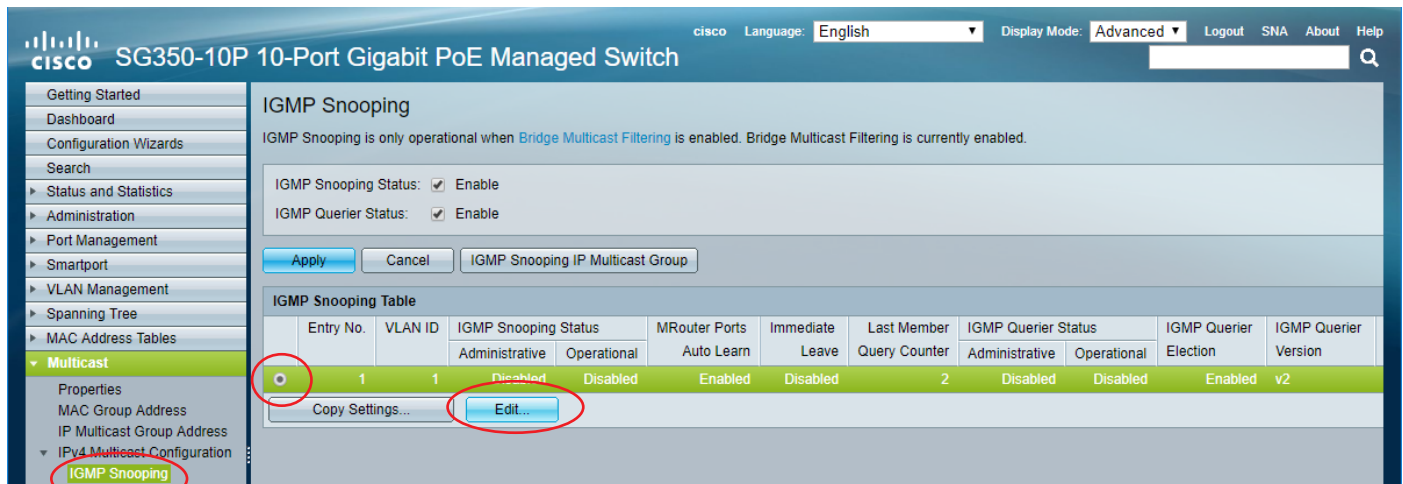 cisco Language: English Display Mode: Advanced Logout SNA About Help
CISCO SG350-10P 10-Port Gigabit PoE Managed Switch
Getting Started
Dashboard
Configuration Wizards
Search
Status and Statistics
Administration
Port Management
Smartport
VLAN Management
Spanning Tree
MAC Address Tables
Multicast
Properties
MAC Group Address
IP Multicast Group Address
IPv4 Multicast Configuration
IGMP Snooping
IGMP Snooping
IGMP Snooping is only operational when Bridge Multicast Filtering is enabled. Bridge Multicast Filtering is currently enabled.
IGMP Snooping Status: Enable
IGMP Querier Status: Enable
Apply Cancel IGMP Snooping IP Multicast Group
IGMP Snooping Table
Entry No. VLAN ID IGMP Snooping Status MRouter Ports Immediate Last Member IGMP Querier Status IGMP Querier IGMP Querier
Administrative Operational Auto Learn Leave Query Counter Administrative Operational Election Version
1 1 Disabled Disabled Enabled Disabled 2 Disabled Disabled Enabled v2
Copy Settings... Edit...